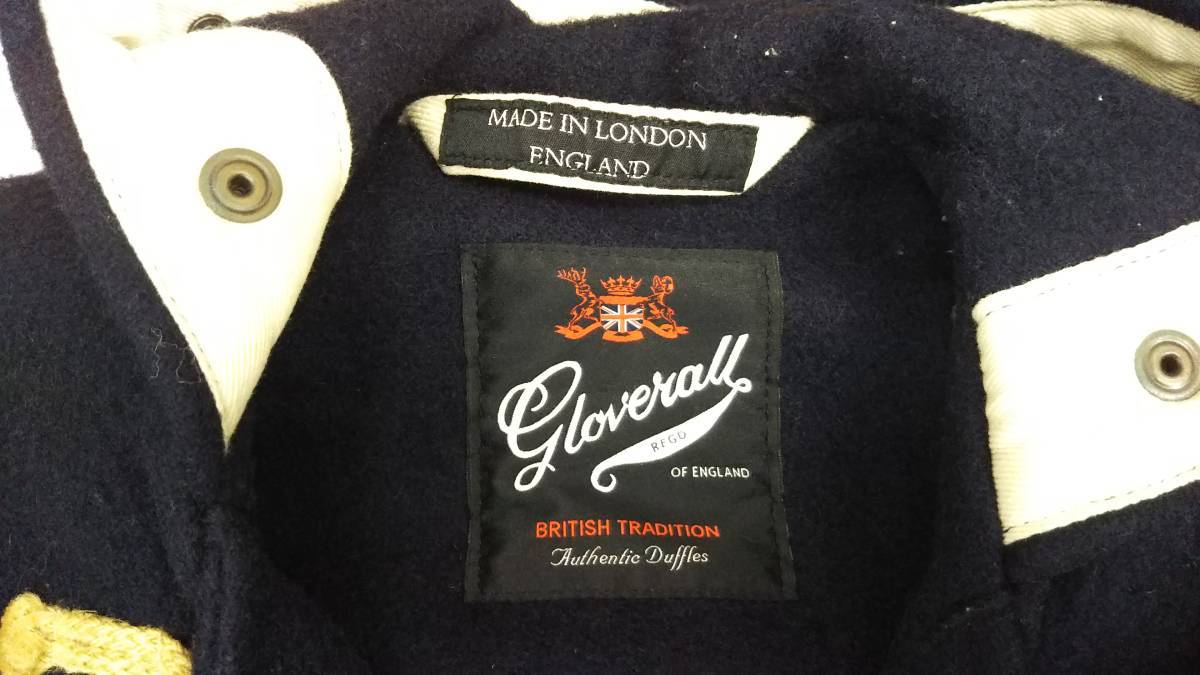 MADE IN LONDON
ENGLAND
Gloverall
REGD
OF ENGLAND
BRITISH TRADITION
Authentic Duffles